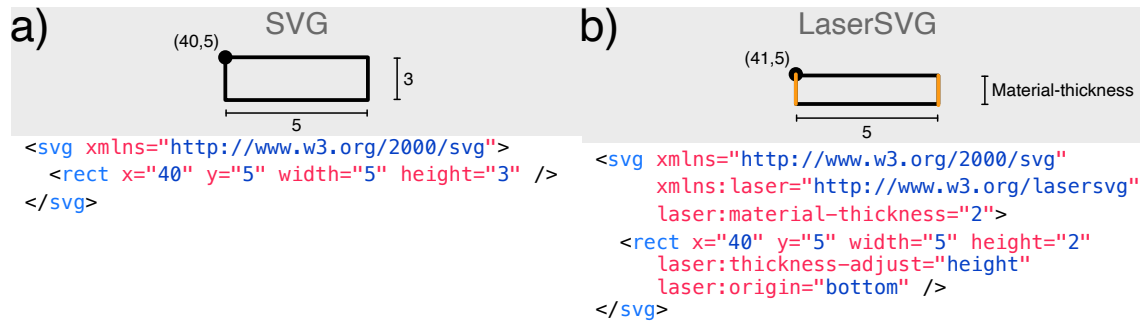 a)
SVG
(40,5)
3
5
<svg xmlns="http://www.w3.org/2000/svg">
<rect x="40" y="5" width="5" height="3" />
</svg>
b)
LaserSVG
(41,5)
Material-thickness
5
<svg xmlns="http://www.w3.org/2000/svg"
xmlns:laser="http://www.w3.org/lasersvg"
laser:material-thickness="2">
<rect x="40" y="5" width="5" height="2"
laser:thickness-adjust="height"
laser:origin="bottom" />
</svg>